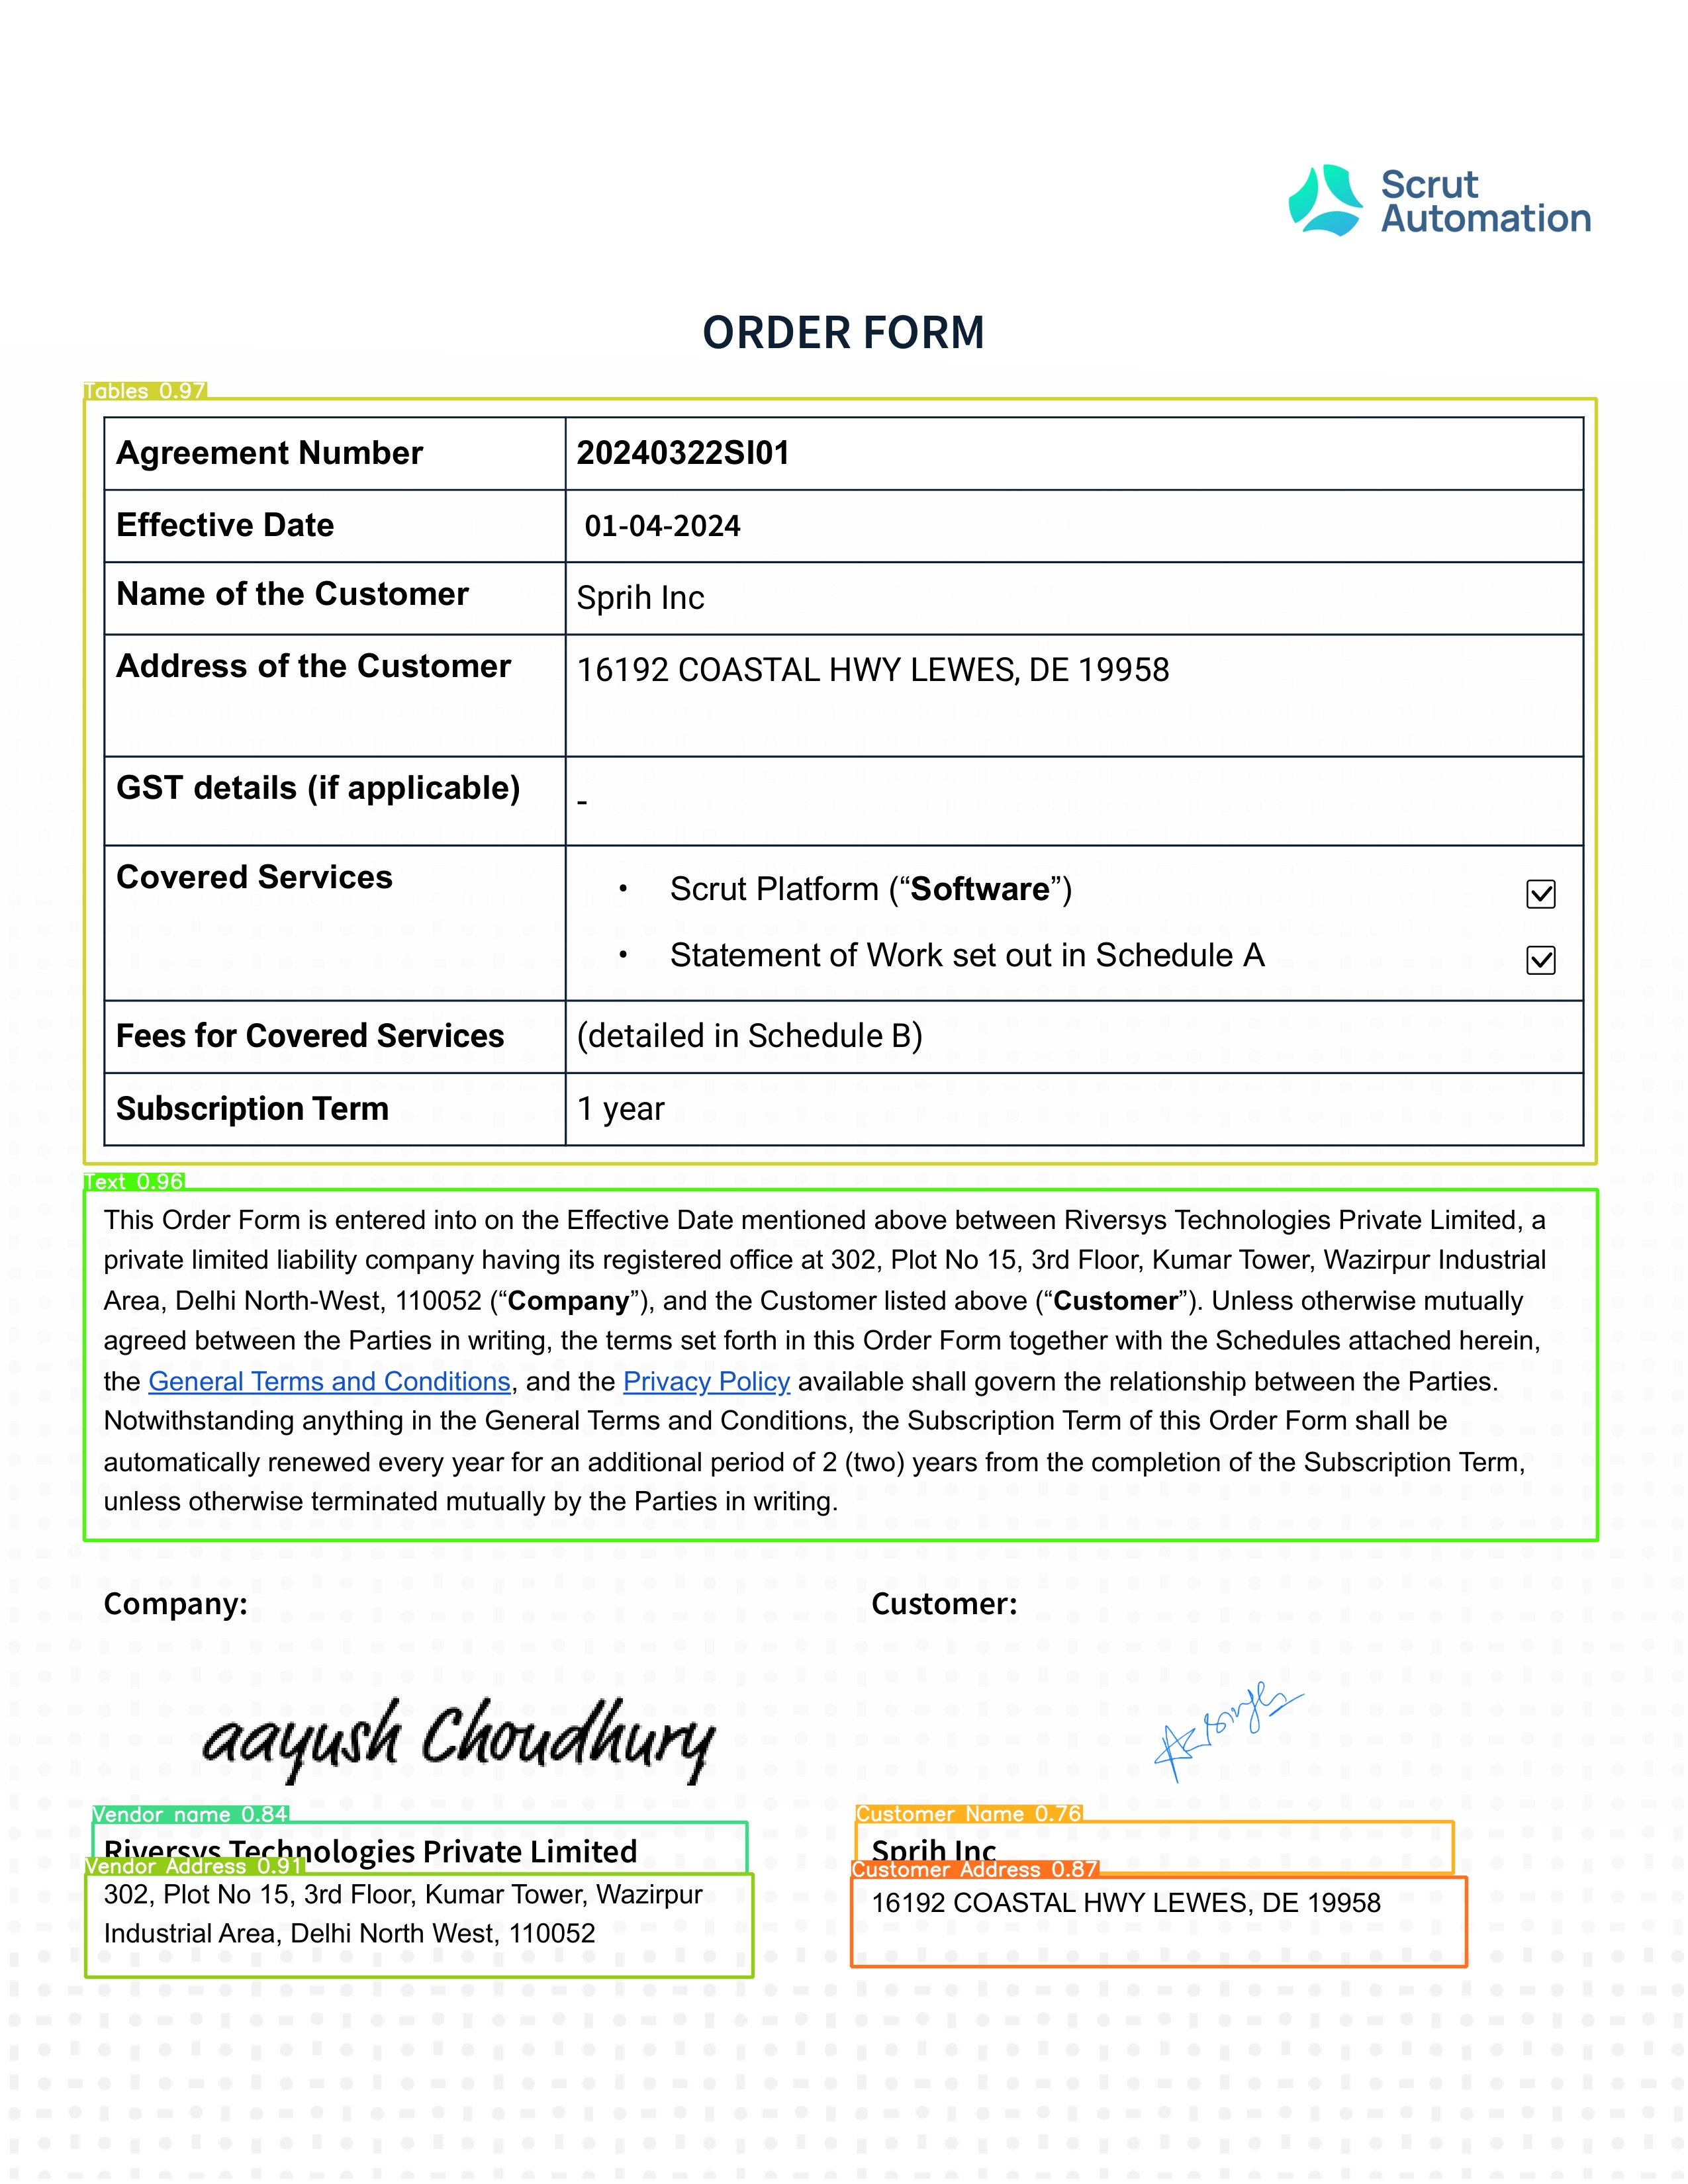 Scrut
Automation
ORDER FORM
Tables 0.97
Agreement Number 20240322SI01
Effective Date 01-04-2024
Name of the Customer Sprih Inc
Address of the Customer 16192 COASTAL HWY LEWES, DE 19958
GST details (if applicable) -
Covered Services • Scrut Platform (“Software”) ☑
• Statement of Work set out in Schedule A ☑
Fees for Covered Services (detailed in Schedule B)
Subscription Term 1 year
Text 0.96
This Order Form is entered into on the Effective Date mentioned above between Riversys Technologies Private Limited, a
private limited liability company having its registered office at 302, Plot No 15, 3rd Floor, Kumar Tower, Wazirpur Industrial
Area, Delhi North-West, 110052 (“Company”), and the Customer listed above (“Customer”). Unless otherwise mutually
agreed between the Parties in writing, the terms set forth in this Order Form together with the Schedules attached herein,
the General Terms and Conditions, and the Privacy Policy available shall govern the relationship between the Parties.
Notwithstanding anything in the General Terms and Conditions, the Subscription Term of this Order Form shall be
automatically renewed every year for an additional period of 2 (two) years from the completion of the Subscription Term,
unless otherwise terminated mutually by the Parties in writing.
Company: Customer:
aayush Choudhury
Vendor name 0.84 Customer Name 0.76
Riversys Technologies Private Limited Sprih Inc
Vendor Address 0.91 Customer Address 0.87
302, Plot No 15, 3rd Floor, Kumar Tower, Wazirpur 16192 COASTAL HWY LEWES, DE 19958
Industrial Area, Delhi North West, 110052